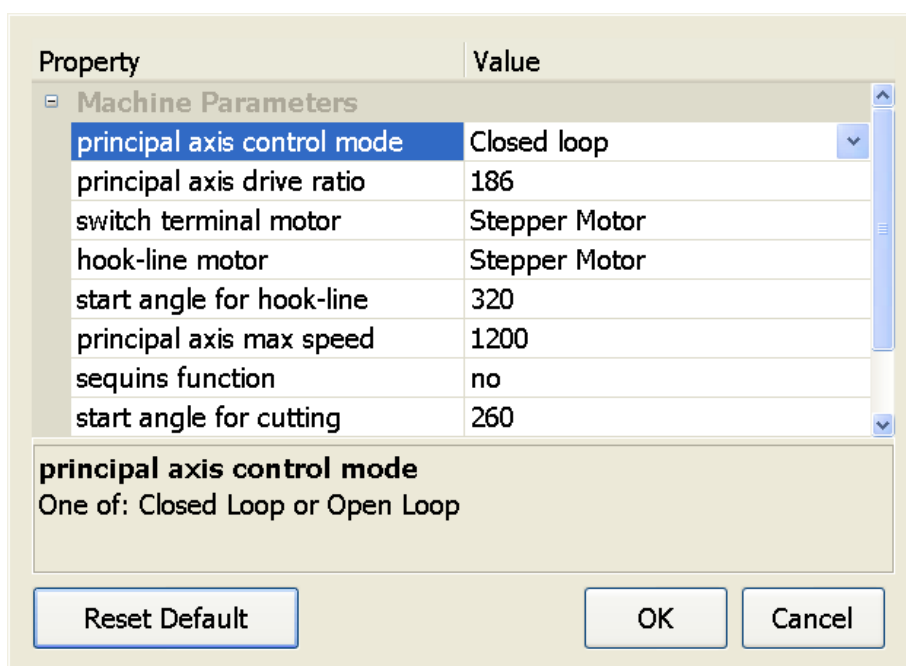 Property Value
Machine Parameters
principal axis control mode Closed loop
principal axis drive ratio 186
switch terminal motor Stepper Motor
hook-line motor Stepper Motor
start angle for hook-line 320
principal axis max speed 1200
sequins function no
start angle for cutting 260
principal axis control mode
One of: Closed Loop or Open Loop
Reset Default OK Cancel